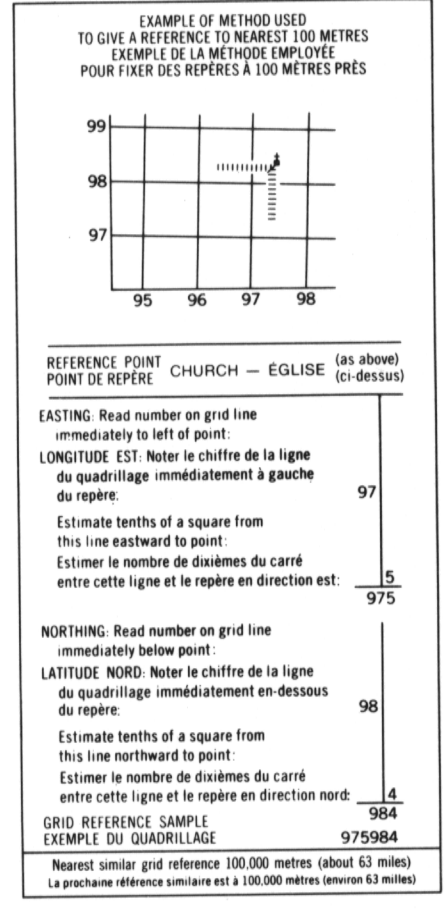 EXAMPLE OF METHOD USED
TO GIVE A REFERENCE TO NEAREST 100 METRES
EXEMPLE DE LA MÉTHODE EMPLOYÉE
POUR FIXER DES REPÈRES À 100 MÈTRES PRÈS
99
98
97
95 96 97 98
REFERENCE POINT
POINT DE REPÈRE
CHURCH — ÉGLISE
(as above)
(ci-dessus)
EASTING: Read number on grid line
immediately to left of point:
LONGITUDE EST: Noter le chiffre de la ligne
du quadrillage immédiatement à gauche
du repère: 97
Estimate tenths of a square from
this line eastward to point:
Estimer le nombre de dixièmes du carré
entre cette ligne et le repère en direction est: 5
975
NORTHING: Read number on grid line
immediately below point:
LATITUDE NORD: Noter le chiffre de la ligne
du quadrillage immédiatement en-dessous
du repère: 98
Estimate tenths of a square from
this line northward to point:
Estimer le nombre de dixièmes du carré
entre cette ligne et le repère en direction nord: 4
984
GRID REFERENCE SAMPLE
EXEMPLE DU QUADRILLAGE 975984
Nearest similar grid reference 100,000 metres (about 63 miles)
La prochaine référence similaire est à 100,000 mètres (environ 63 milles)